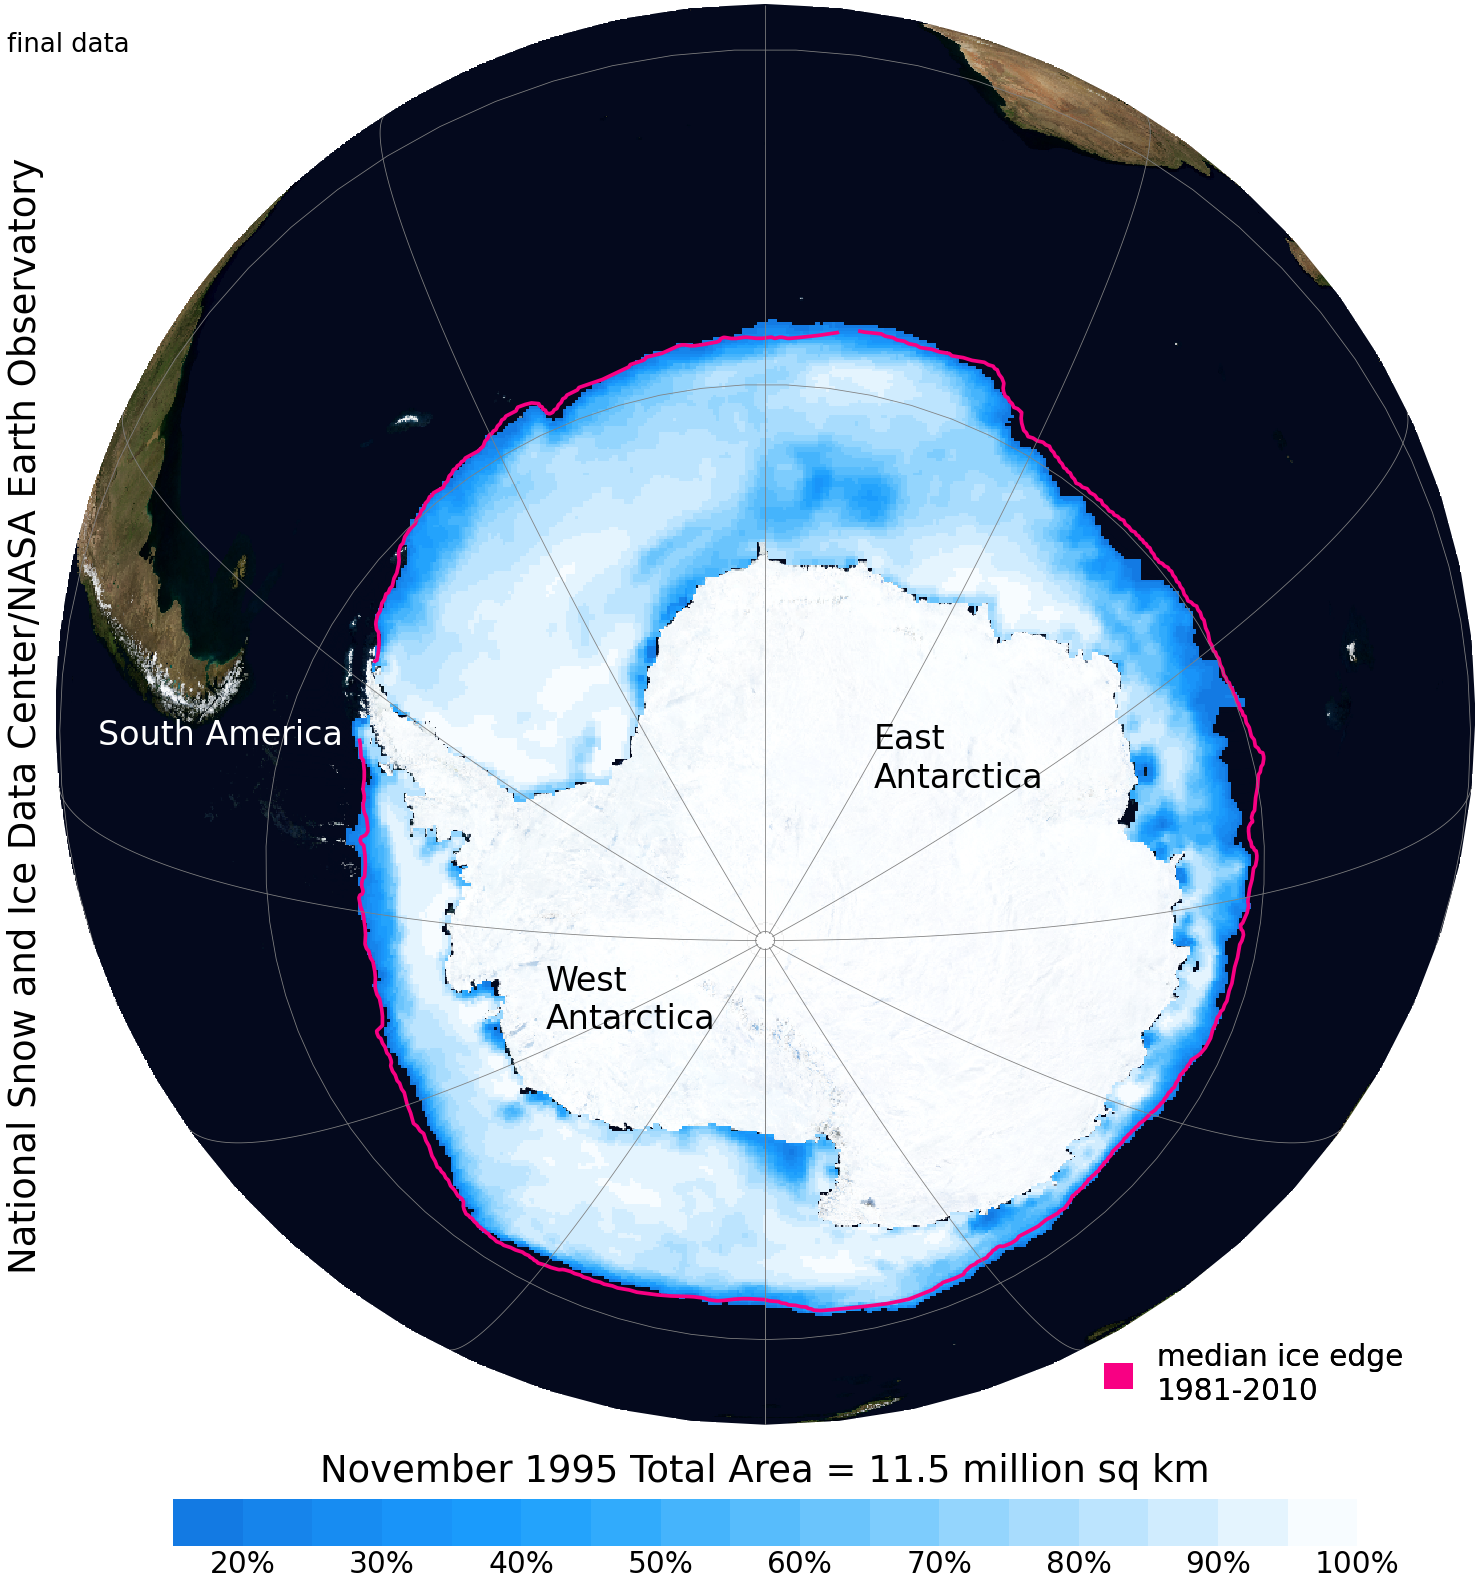 final data
National Snow and Ice Data Center/NASA Earth Observatory
South America
East
Antarctica
West
Antarctica
median ice edge
1981-2010
November 1995 Total Area = 11.5 million sq km
20% 30% 40% 50% 60% 70% 80% 90% 100%